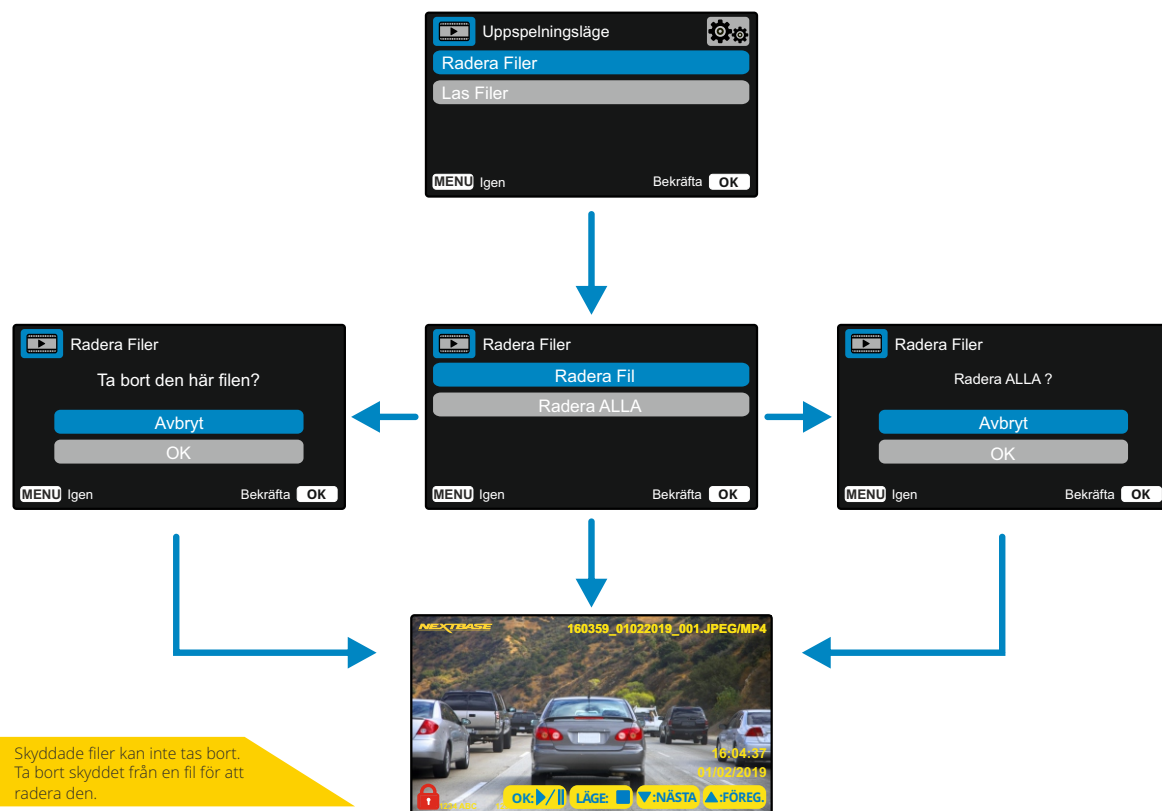 Uppspelningsläge
Radera Filer
Las Filer
MENU Igen Bekräfta OK
Radera Filer
Ta bort den här filen?
Avbryt
OK
MENU Igen Bekräfta OK
Radera Filer
Radera Fil
Radera ALLA
MENU Igen Bekräfta OK
Radera Filer
Radera ALLA ?
Avbryt
OK
MENU Igen Bekräfta OK
NEXTBASE 160359_01022019_001.JPEG/MP4
16:04:37
01/02/2019
OK: LÄGE: :NÄSTA :FÖREG.
Skyddade filer kan inte tas bort.
Ta bort skyddet från en fil för att
radera den.